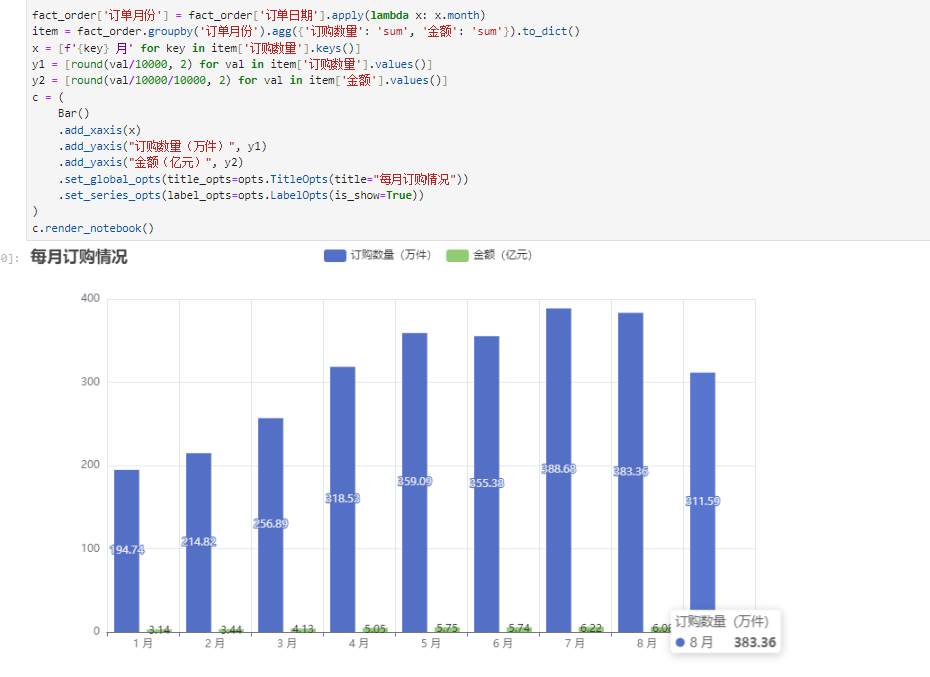 fact_order['订单月份'] = fact_order['订单日期'].apply(lambda x: x.month)
item = fact_order.groupby('订单月份').agg({'订购数量': 'sum', '金额': 'sum'}).to_dict()
x = [f'{key} 月' for key in item['订购数量'].keys()]
y1 = [round(val/10000, 2) for val in item['订购数量'].values()]
y2 = [round(val/10000/10000, 2) for val in item['金额'].values()]
c = (
    Bar()
    .add_xaxis(x)
    .add_yaxis("订购数量（万件）", y1)
    .add_yaxis("金额（亿元）", y2)
    .set_global_opts(title_opts=opts.TitleOpts(title="每月订购情况"))
    .set_series_opts(label_opts=opts.LabelOpts(is_show=True))
)
c.render_notebook()
0]:
每月订购情况
订购数量（万件） 金额（亿元）
400
300
200
100
0
194.74 214.82 256.89 318.53 359.09 355.38 388.68 383.36 311.59
3.14 3.44 4.13 5.05 5.75 5.74 6.22
1 月 2 月 3 月 4 月 5 月 6 月 7 月 8 月
订购数量（万件）
8 月 383.36